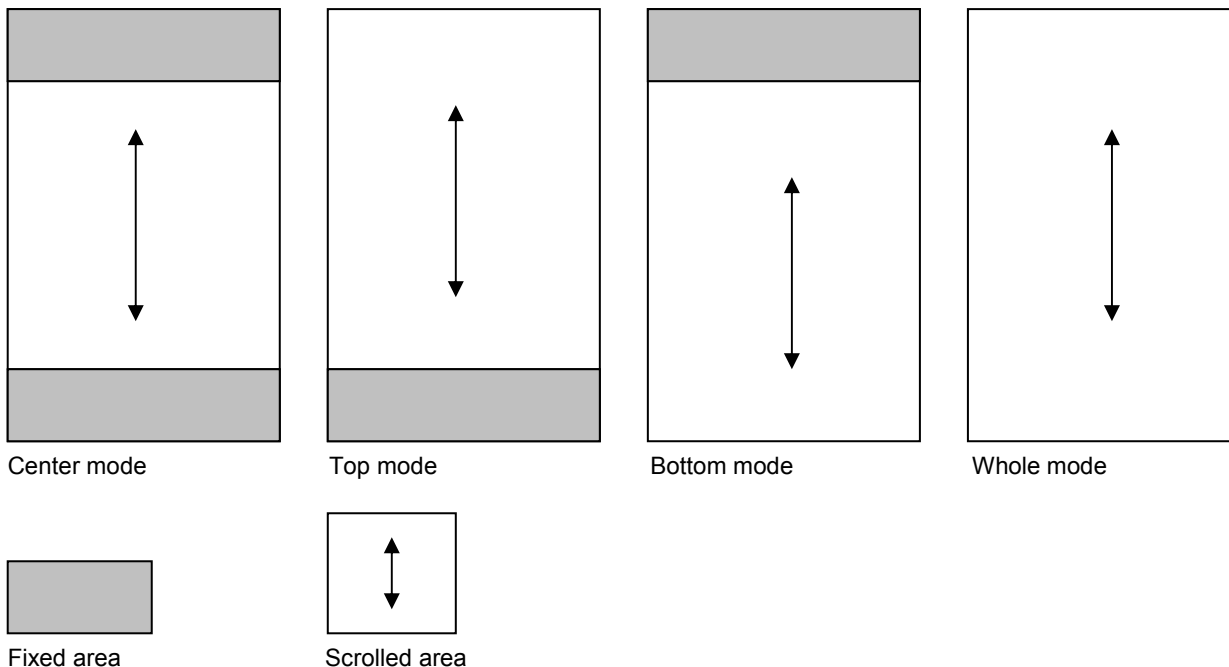 Center mode
Top mode
Bottom mode
Whole mode
Fixed area
Scrolled area